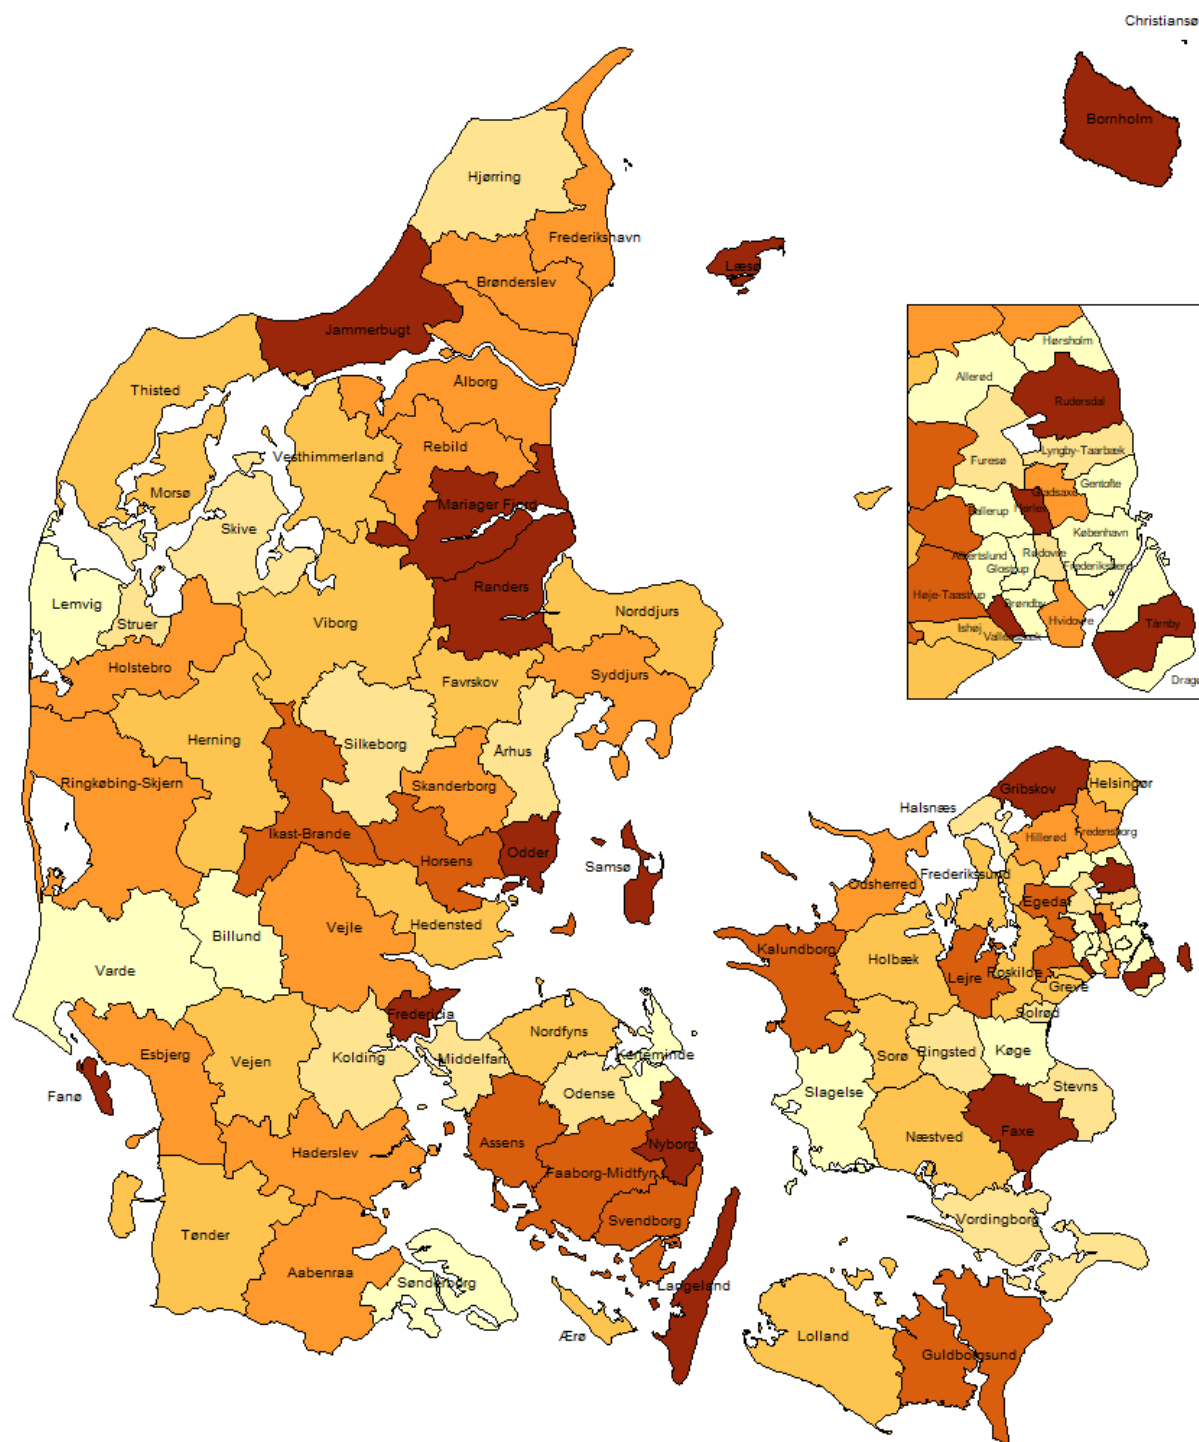 Christiansø
Bornholm
Hjørring
Frederikshavn
Læsø
Brønderslev
Jammerbugt
Hørsholm
Ålborg
Allerød
Thisted
Rudersdal
Rebild
Vesthimmerland
Lyngby-Taarbæk
Furesø
Morsø
Gentofte
Gladsaxe
Mariager Fjord
Herlev
Ballerup
Skive
København
Albertslund
Rødovre
Frederiksberg
Glostrup
Randers
Lemvig
Norddjurs
Høje-Taastrup
Brøndby
Struer
Viborg
Hvidovre
Tårnby
Ishøj
Vallensbæk
Holstebro
Favrskov
Syddjurs
Dragø
Herning
Silkeborg
Århus
Ringkøbing-Skjern
Skanderborg
Gribskov
Helsingør
Halsnæs
Ikast-Brande
Horsens
Odder
Hillerød
Fredensborg
Samsø
Frederikssund
Odsherred
Egedal
Billund
Vejle
Hedensted
Kalundborg
Holbæk
Varde
Lejre
Roskilde
Greve
Fredericia
Solrød
Nordfyns
Esbjerg
Vejen
Kolding
Middelfart
Kerteminde
Sorø
Ringsted
Køge
Fanø
Odense
Slagelse
Stevns
Assens
Nyborg
Næstved
Faxe
Haderslev
Faaborg-Midtfyn
Svendborg
Vordingborg
Tønder
Aabenraa
Sønderborg
Langeland
Ærø
Lolland
Guldborgsund